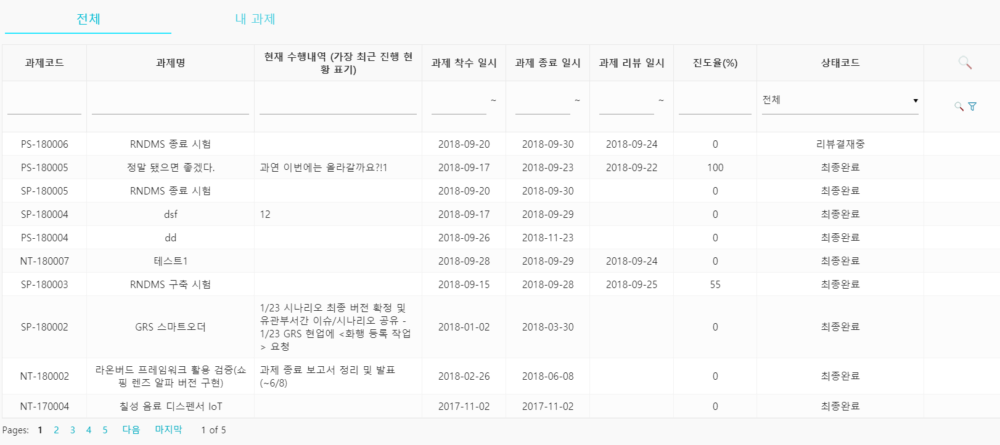 전체 내 과제
과제코드 과제명 현재 수행내역 (가장 최근 진행 현황 표기) 과제 착수 일시 과제 종료 일시 과제 리뷰 일시 진도율(%) 상태코드
~ ~ ~ 전체
PS-180006 RNDMS 종료 시험 2018-09-20 2018-09-30 2018-09-24 0 리뷰결재중
PS-180005 정말 됐으면 좋겠다. 과연 이번에는 올라갈까요?!1 2018-09-17 2018-09-23 2018-09-22 100 최종완료
SP-180005 RNDMS 종료 시험 2018-09-20 2018-09-30 0 최종완료
SP-180004 dsf 12 2018-09-17 2018-09-29 0 최종완료
PS-180004 dd 2018-09-26 2018-11-23 0 최종완료
NT-180007 테스트1 2018-09-28 2018-09-29 2018-09-24 0 최종완료
SP-180003 RNDMS 구축 시험 2018-09-15 2018-09-28 2018-09-25 55 최종완료
SP-180002 GRS 스마트오더
1/23 시나리오 최종 버전 확정 및
유관부서간 이슈/시나리오 공유 -
1/23 GRS 현업에 <화행 등록 작업
> 요청
2018-01-02 2018-03-30 0 최종완료
NT-180002
라온버드 프레임워크 활용 검증(쇼
핑 렌즈 알파 버전 구현)
과제 종료 보고서 정리 및 발표
(~6/8)
2018-02-26 2018-06-08 0 최종완료
NT-170004 칠성 음료 디스펜서 IoT 2017-11-02 2017-11-02 0 최종완료
Pages: 1 2 3 4 5 다음 마지막 1 of 5